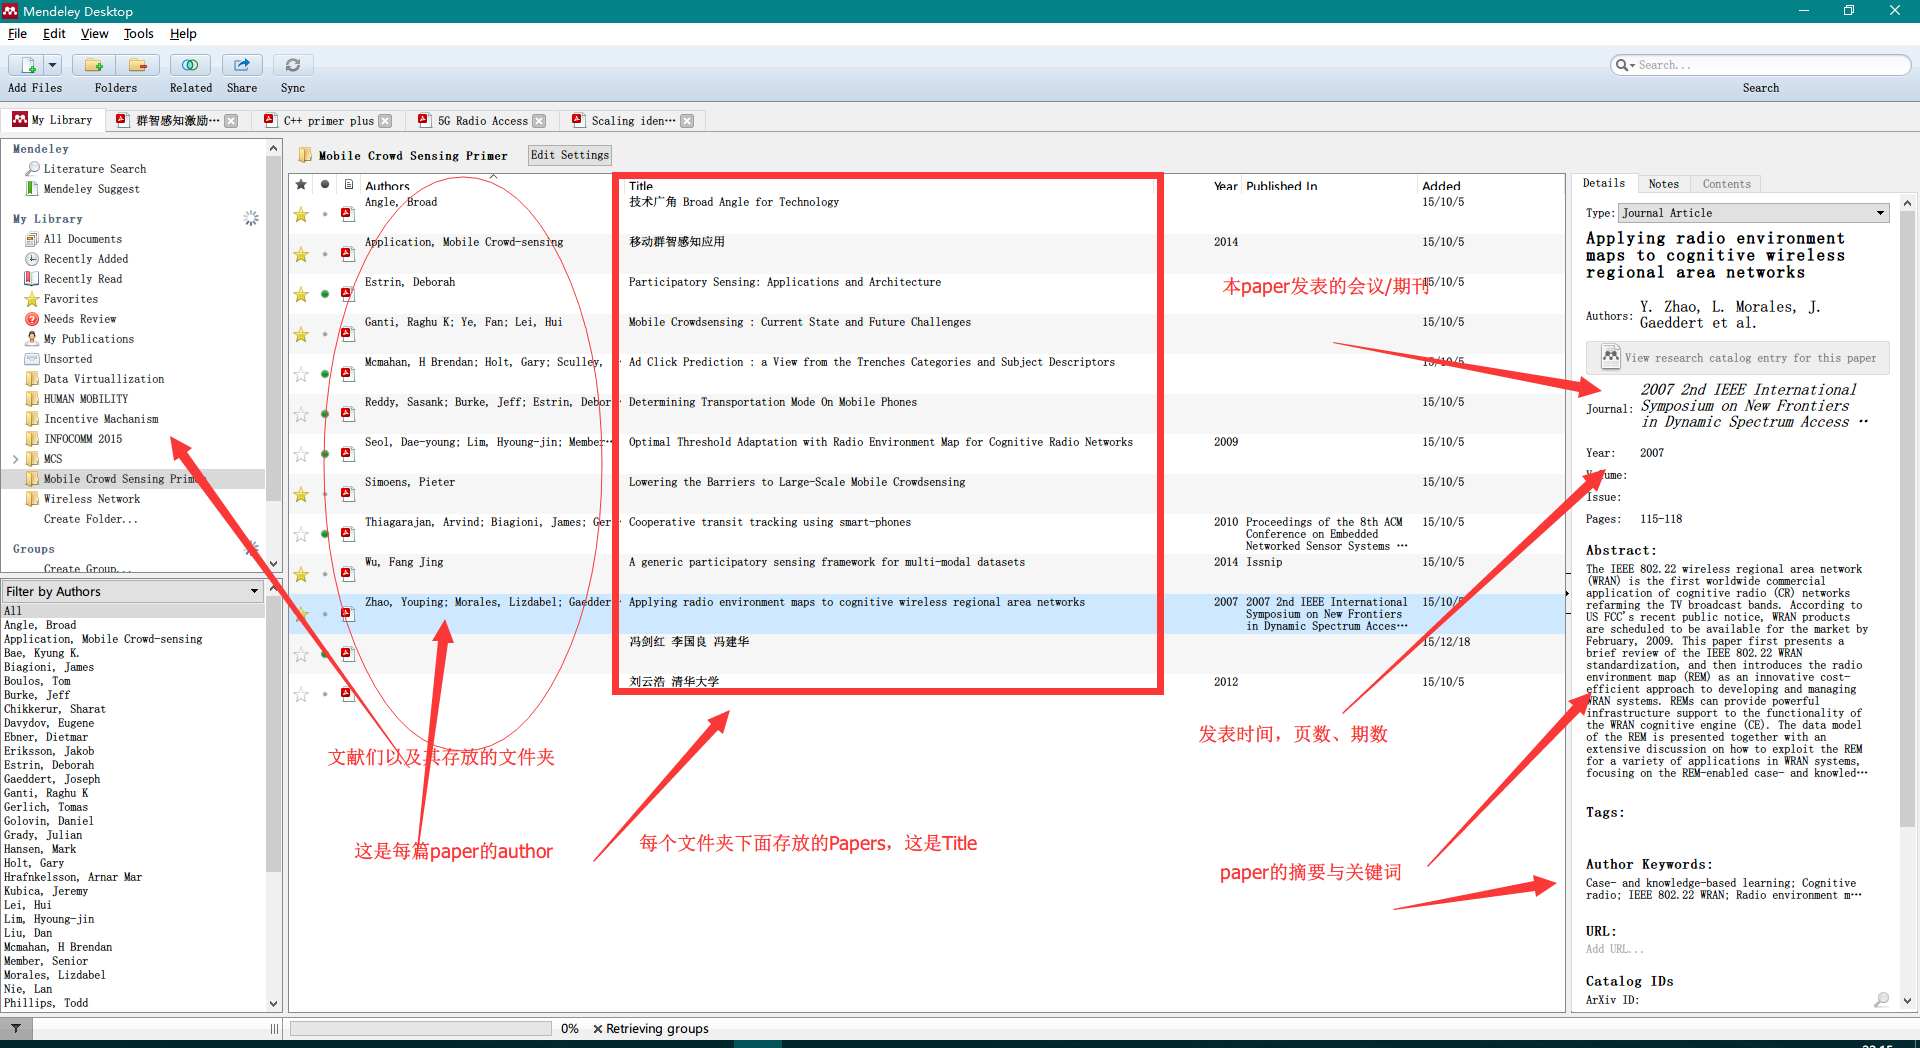 Mendeley Desktop
File Edit View Tools Help
Add Files Folders Related Share Sync
Search...
Search
My Library 群智感知激励… C++ primer plus 5G Radio Access Scaling iden…
Mendeley
Literature Search
Mendeley Suggest
My Library
All Documents
Recently Added
Recently Read
Favorites
Needs Review
My Publications
Unsorted
Data Virtuallization
HUMAN MOBILITY
Incentive Machanism
INFOCOMM 2015
MCS
Mobile Crowd Sensing Prim
Wireless Network
Create Folder...
Groups
Create Group...
Filter by Authors
All
Angle, Broad
Application, Mobile Crowd-sensing
Bae, Kyung K.
Biagioni, James
Boulos, Tom
Burke, Jeff
Chikkerur, Sharat
Davydov, Eugene
Ebner, Dietmar
Eriksson, Jakob
Estrin, Deborah
Gaeddert, Joseph
Ganti, Raghu K
Gerlich, Tomas
Golovin, Daniel
Grady, Julian
Hansen, Mark
Holt, Gary
Hrafnkelsson, Arnar Mar
Kubica, Jeremy
Lei, Hui
Lim, Hyoung-jin
Liu, Dan
Mcmahan, H Brendan
Member, Senior
Morales, Lizdabel
Nie, Lan
Phillips, Todd
Mobile Crowd Sensing Primer Edit Settings
Authors Title Year Published In Added
Angle, Broad 技术广角 Broad Angle for Technology 15/10/5
Application, Mobile Crowd-sensing 移动群智感知应用 2014 15/10/5
Estrin, Deborah Participatory Sensing: Applications and Architecture 15/10/5
Ganti, Raghu K; Ye, Fan; Lei, Hui Mobile Crowdsensing : Current State and Future Challenges 15/10/5
Mcmahan, H Brendan; Holt, Gary; Sculley, … Ad Click Prediction : a View from the Trenches Categories and Subject Descriptors 15/10/5
Reddy, Sasank; Burke, Jeff; Estrin, Debor… Determining Transportation Mode On Mobile Phones 15/10/5
Seol, Dae-young; Lim, Hyoung-jin; Member… Optimal Threshold Adaptation with Radio Environment Map for Cognitive Radio Networks 2009 15/10/5
Simoens, Pieter Lowering the Barriers to Large-Scale Mobile Crowdsensing 15/10/5
Thiagarajan, Arvind; Biagioni, James; Ger… Cooperative transit tracking using smart-phones 2010 Proceedings of the 8th ACM 15/10/5
Conference on Embedded
Networked Sensor Systems …
Wu, Fang Jing A generic participatory sensing framework for multi-modal datasets 2014 Issnip 15/10/5
Zhao, Youping; Morales, Lizdabel; Gaedder… Applying radio environment maps to cognitive wireless regional area networks 2007 2007 2nd IEEE International 15/10/5
Symposium on New Frontiers
in Dynamic Spectrum Acces…
冯剑红 李国良 冯建华 15/12/18
刘云浩 清华大学 2012 15/10/5
本paper发表的会议/期刊
发表时间，页数、期数
文献们以及其存放的文件夹
这是每篇paper的author
每个文件夹下面存放的Papers，这是Title
paper的摘要与关键词
Details Notes Contents
Type: Journal Article
Applying radio environment
maps to cognitive wireless
regional area networks
Authors: Y. Zhao, L. Morales, J.
Gaeddert et al.
View research catalog entry for this paper
Journal: 2007 2nd IEEE International
Symposium on New Frontiers
in Dynamic Spectrum Access …
Year: 2007
Issue:
Pages: 115-118
Abstract:
The IEEE 802.22 wireless regional area network
(WRAN) is the first worldwide commercial
application of cognitive radio (CR) networks
refarming the TV broadcast bands. According to
US FCC's recent public notice, WRAN products
are scheduled to be available for the market by
February, 2009. This paper first presents a
brief review of the IEEE 802.22 WRAN
standardization, and then introduces the radio
environment map (REM) as an innovative cost-
efficient approach to developing and managing
WRAN systems. REMs can provide powerful
infrastructure support to the functionality of
the WRAN cognitive engine (CE). The data model
of the REM is presented together with an
extensive discussion on how to exploit the REM
for a variety of applications in WRAN systems,
focusing on the REM-enabled case- and knowled…
Tags:
Author Keywords:
Case- and knowledge-based learning; Cognitive
radio; IEEE 802.22 WRAN; Radio environment m…
URL:
Add URL...
Catalog IDs
ArXiv ID:
0% Retrieving groups